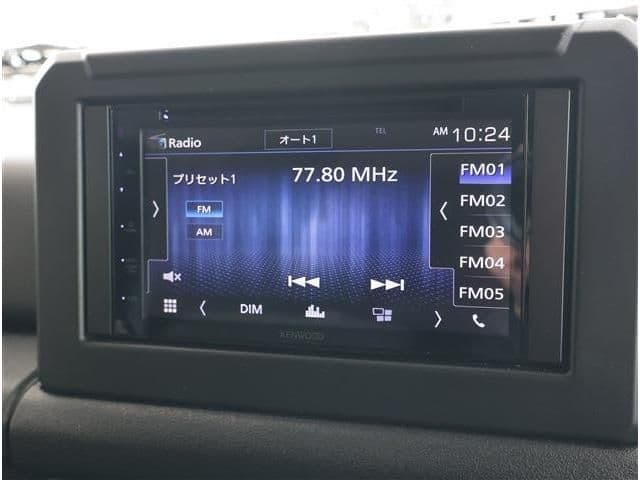 Radio オート1 TEL AM 10:24
プリセット1 77.80 MHz FM01
FM FM02
AM FM03
FM04
FM05
DIM
KENWOOD